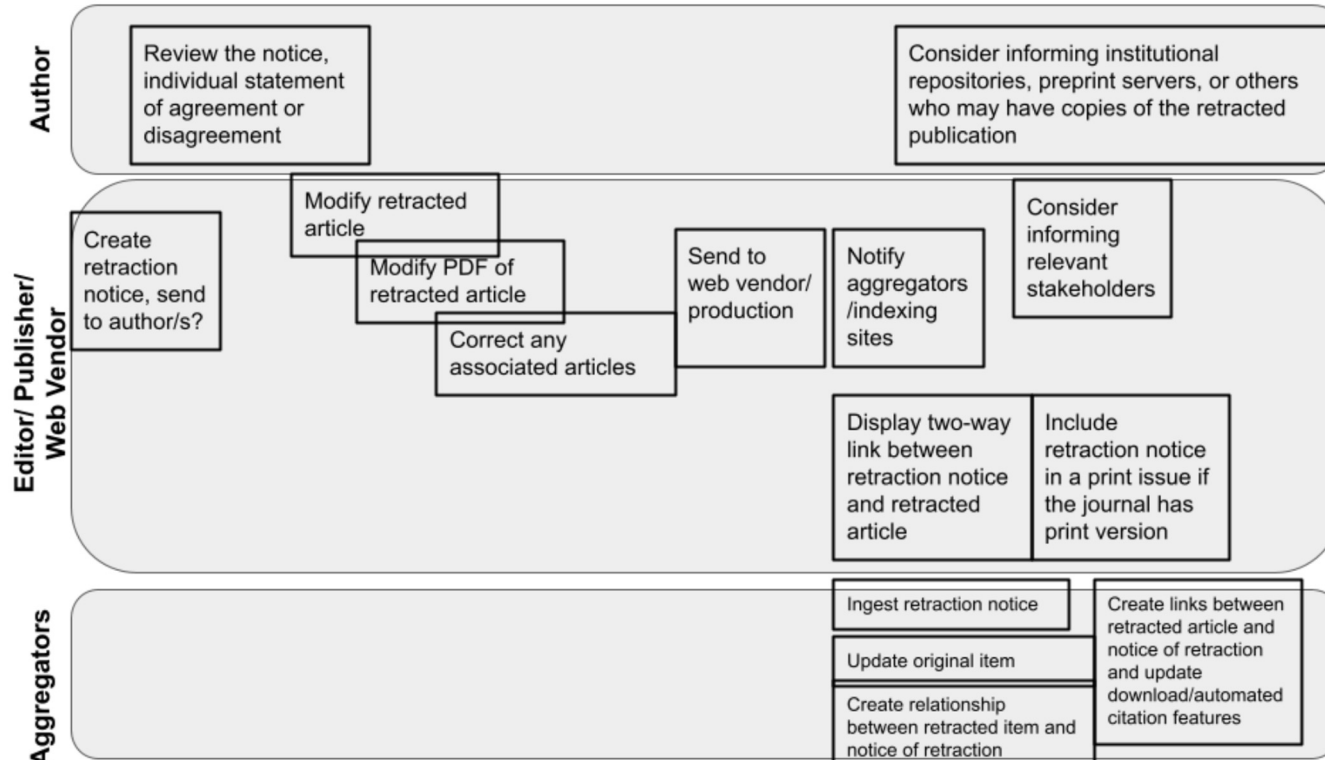 Author
Review the notice,
individual statement
of agreement or
disagreement
Consider informing institutional
repositories, preprint servers, or others
who may have copies of the retracted
publication
Editor/ Publisher/
Web Vendor
Create
retraction
notice, send
to author/s?
Modify retracted
article
Modify PDF of
retracted article
Correct any
associated articles
Send to
web vendor/
production
Notify
aggregators
/indexing
sites
Consider
informing
relevant
stakeholders
Display two-way
link between
retraction notice
and retracted
article
Include
retraction notice
in a print issue if
the journal has
print version
Aggregators
Ingest retraction notice
Update original item
Create relationship
between retracted item and
notice of retraction
Create links between
retracted article and
notice of retraction
and update
download/automated
citation features